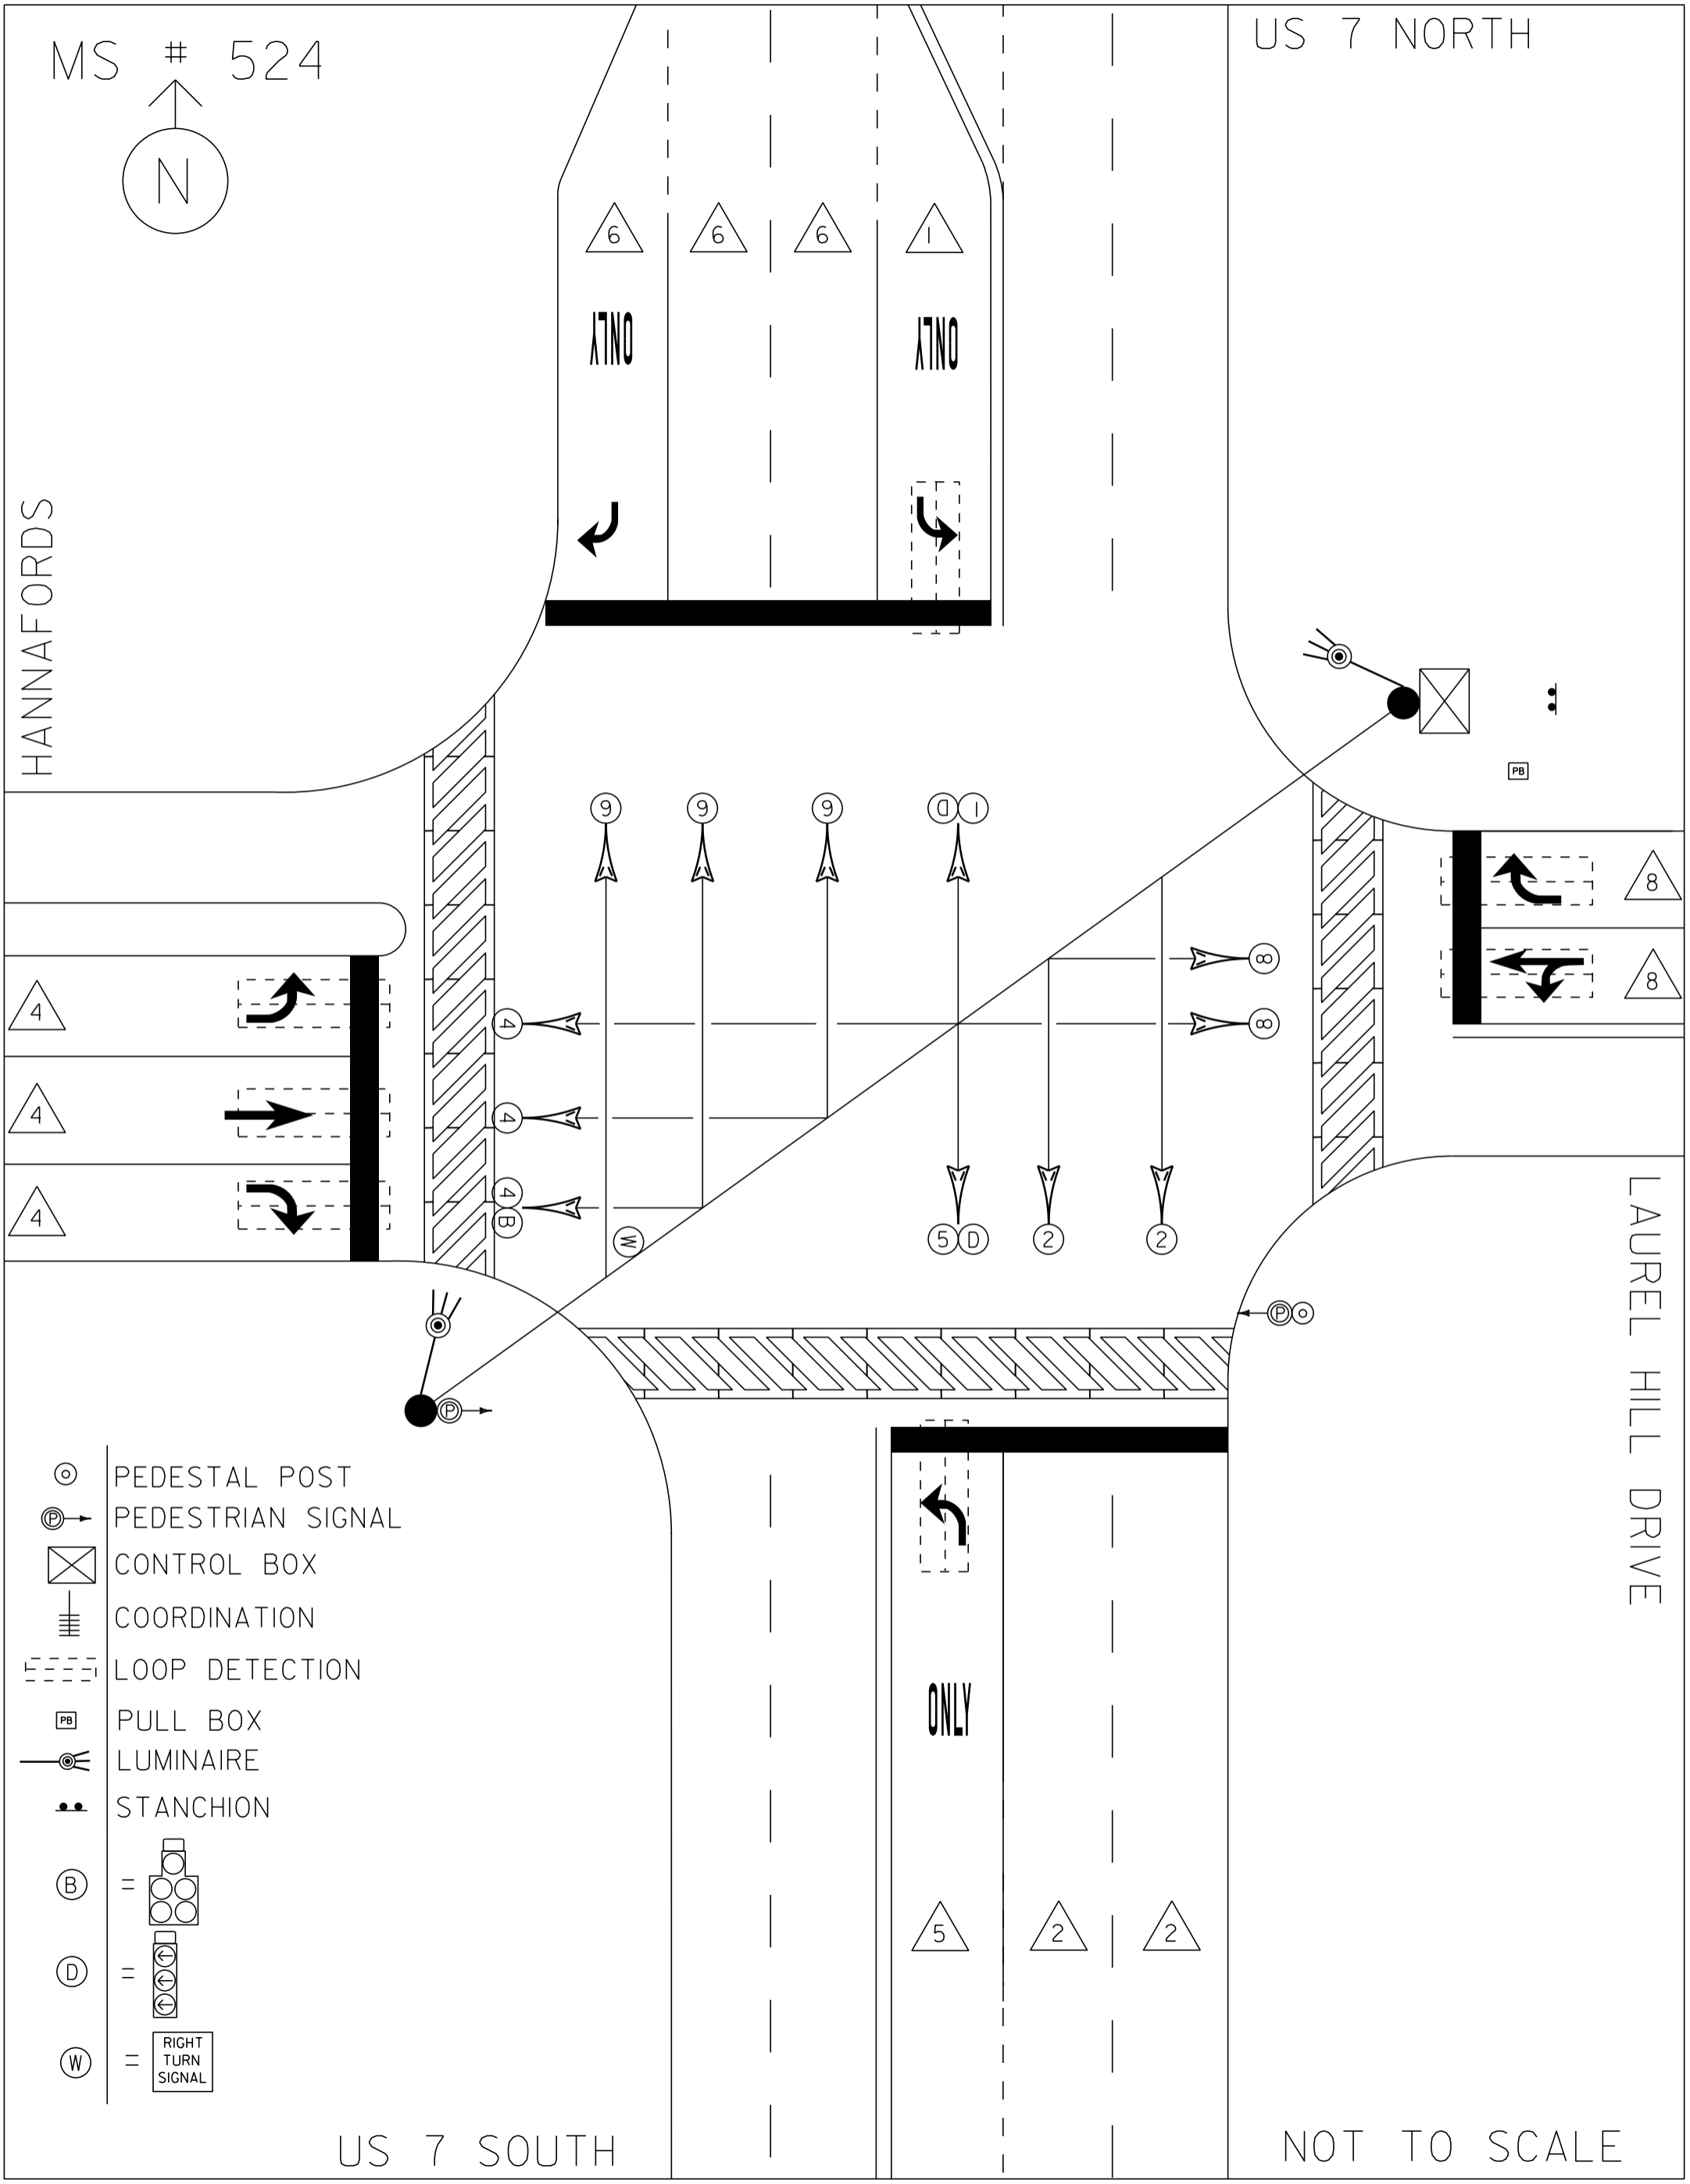 MS # 524
US 7 NORTH
N
6 6 6 1
ONLY ONLY
HANNAFORDS
PB
6 6 6 D 1
8
8
8
8
4
4
4
4
4
4
B
W
5 D 2 2
P
P
LAUREL HILL DRIVE
ONLY
5 2 2
PEDESTAL POST
P PEDESTRIAN SIGNAL
CONTROL BOX
COORDINATION
LOOP DETECTION
PB PULL BOX
LUMINAIRE
STANCHION
B =
D =
W = RIGHT
TURN
SIGNAL
US 7 SOUTH
NOT TO SCALE